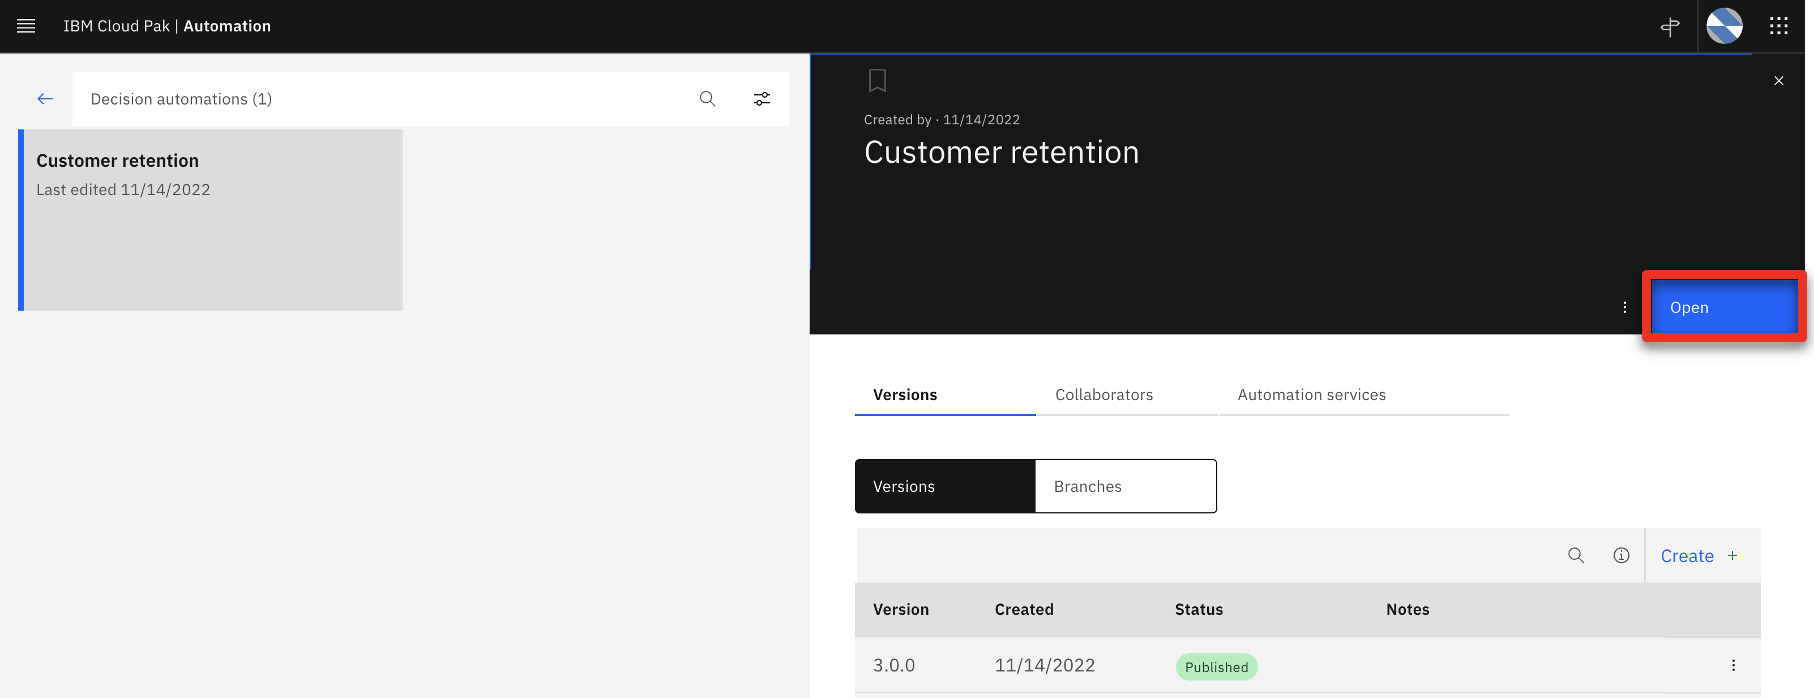 IBM Cloud Pak | Automation
Decision automations (1)
Customer retention
Last edited 11/14/2022
Created by · 11/14/2022
Customer retention
Open
Versions
Collaborators
Automation services
Versions
Branches
Create +
Version Created Status Notes
3.0.0 11/14/2022 Published